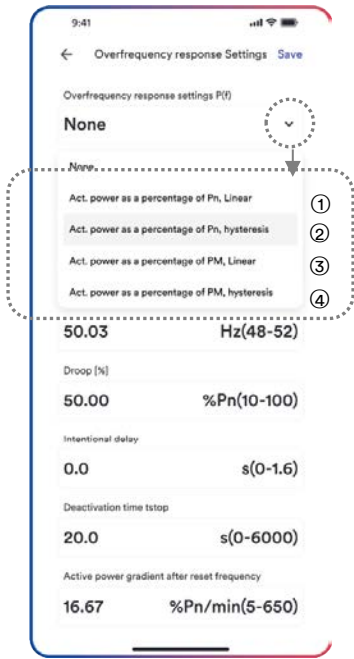 9:41
Overfrequency response Settings Save
Overfrequency response settings P(f)
None
None
Act. power as a percentage of Pn, Linear ①
Act. power as a percentage of Pn, hysteresis ②
Act. power as a percentage of PM, Linear ③
Act. power as a percentage of PM, hysteresis ④
50.03 Hz(48-52)
Droop [%]
50.00 %Pn(10-100)
Intentional delay
0.0 s(0-1.6)
Deactivation time tstop
20.0 s(0-6000)
Active power gradient after reset frequency
16.67 %Pn/min(5-650)